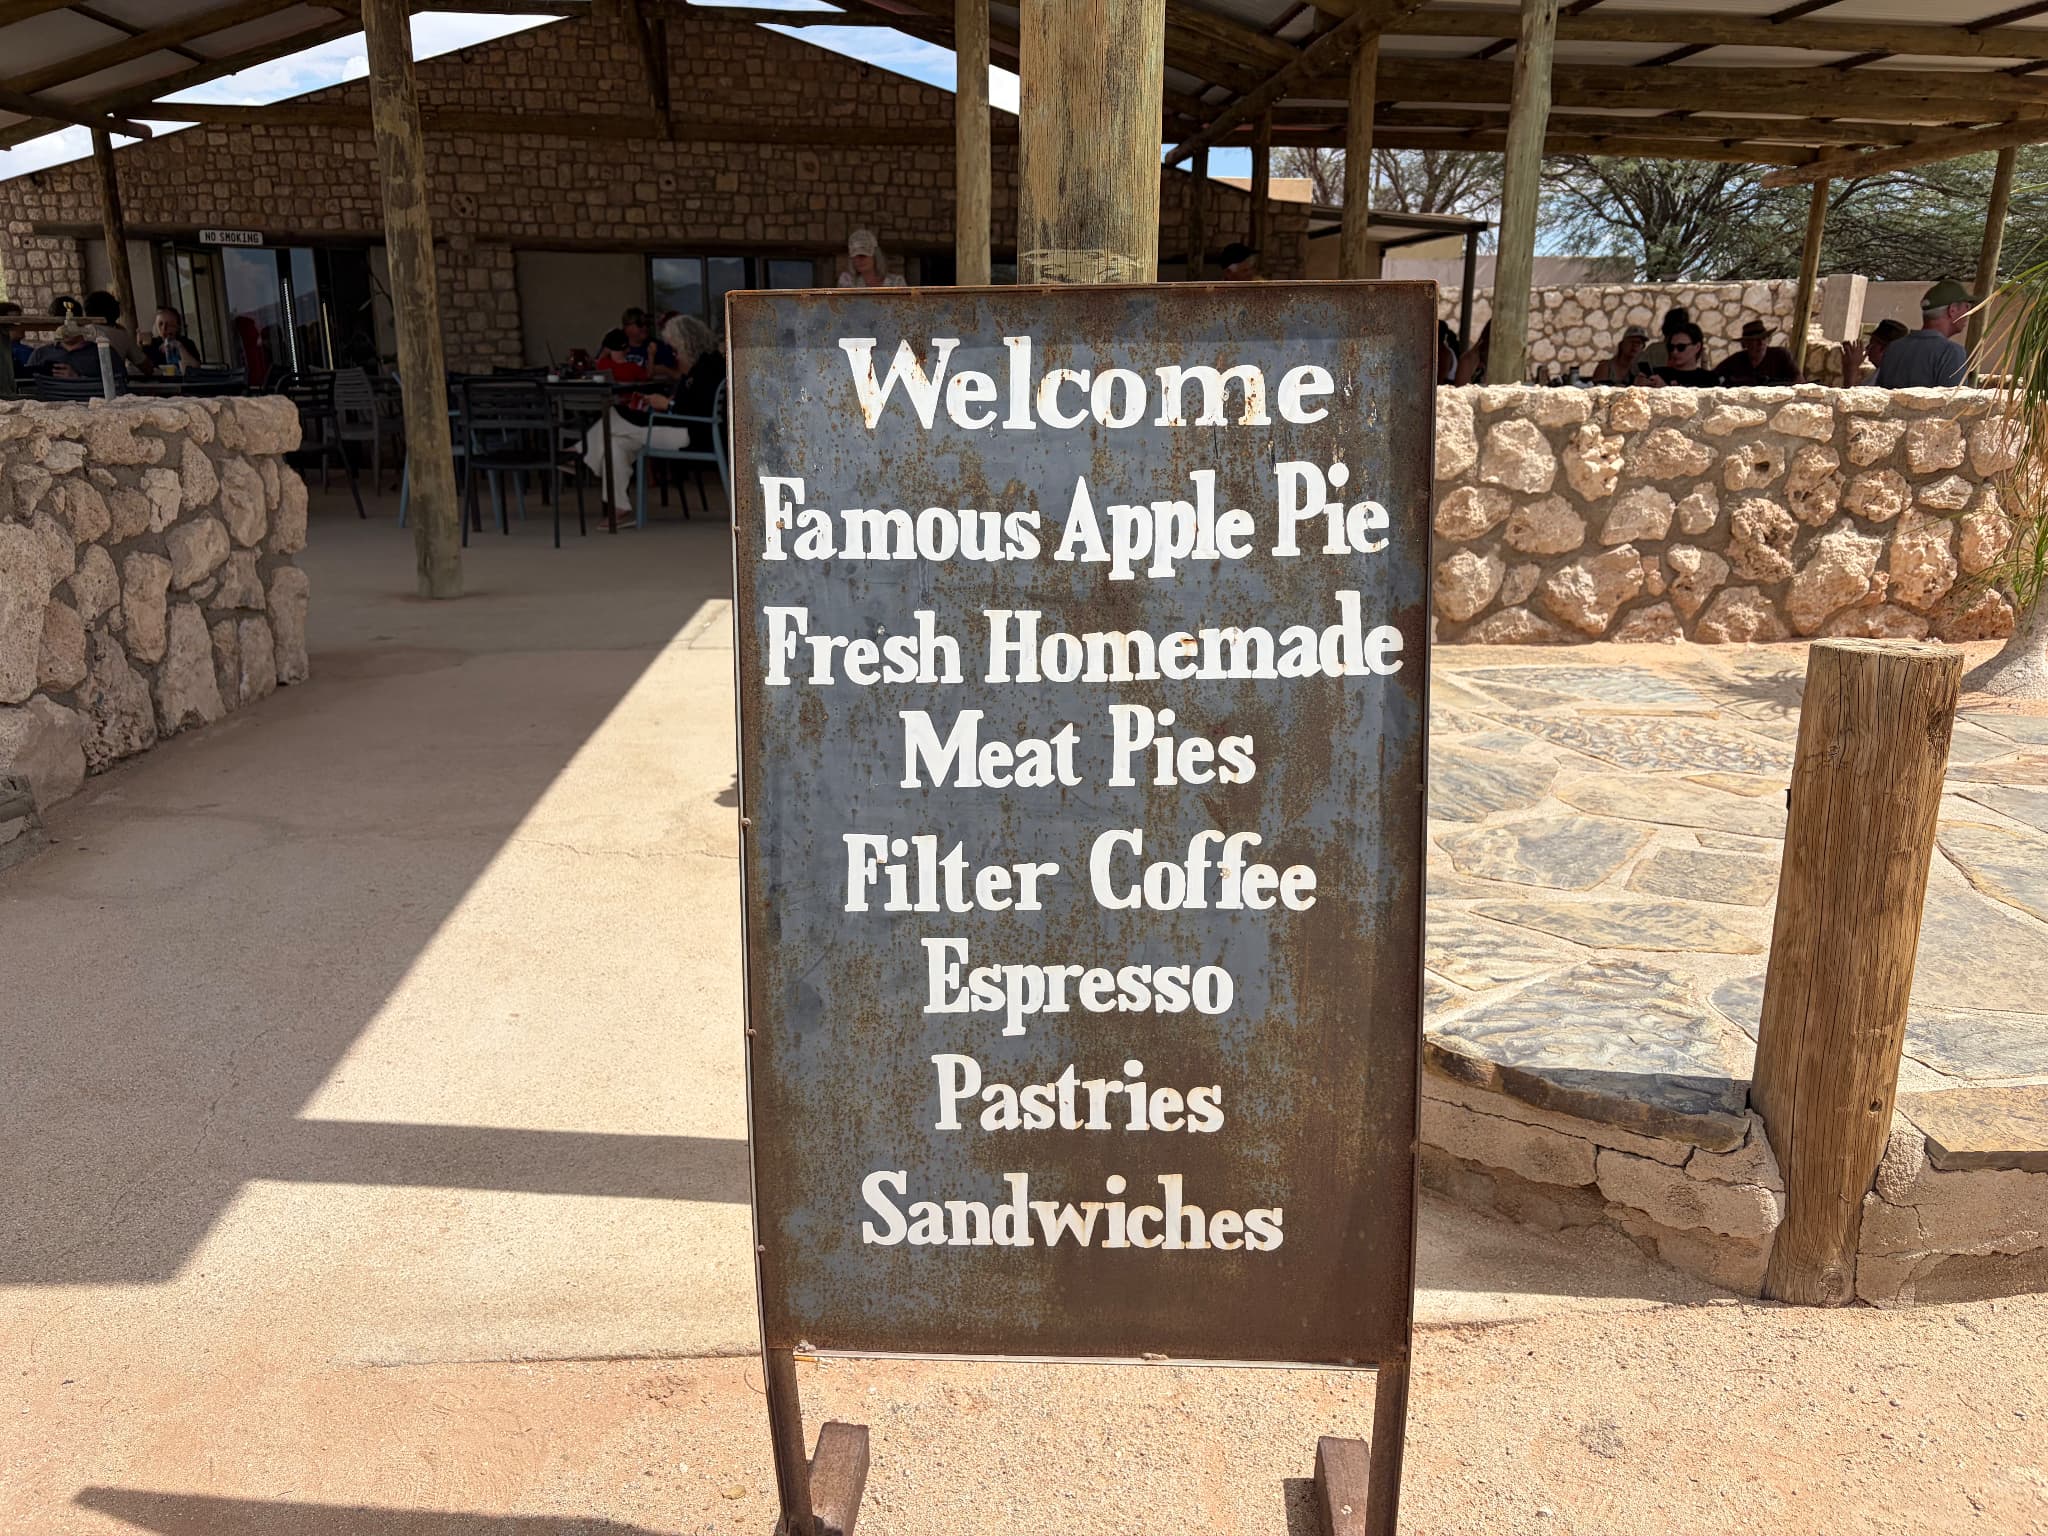 NO SMOKING
Welcome
Famous Apple Pie
Fresh Homemade
Meat Pies
Filter Coffee
Espresso
Pastries
Sandwiches